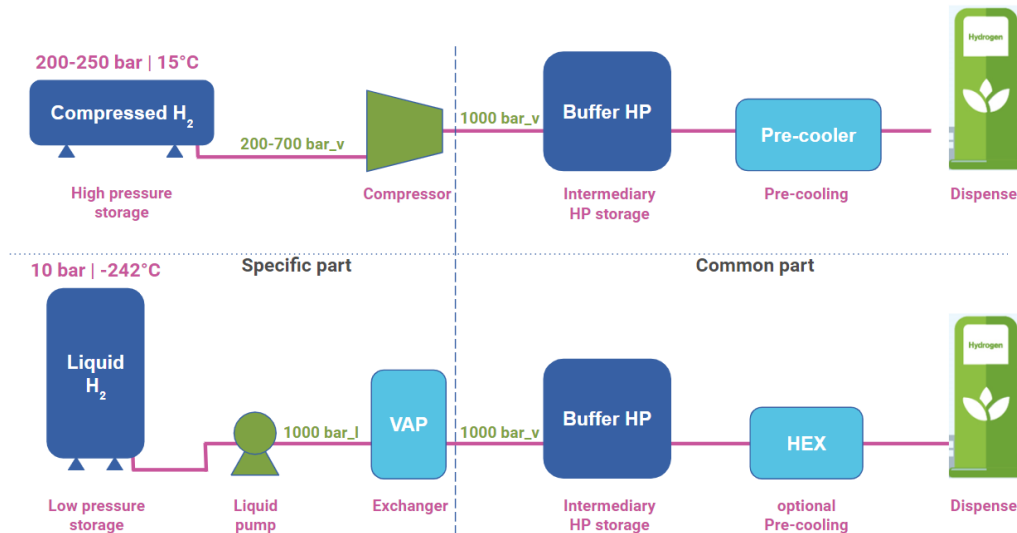 Hydrogen
200-250 bar | 15°C
Compressed H2
200-700 bar_v
1000 bar_v
Buffer HP
Pre-cooler
High pressure
storage
Compressor
Intermediary
HP storage
Pre-cooling
Dispense
Specific part
Common part
10 bar | -242°C
Liquid
H2
1000 bar_l
VAP
1000 bar_v
Buffer HP
HEX
Hydrogen
Low pressure
storage
Liquid
pump
Exchanger
Intermediary
HP storage
optional
Pre-cooling
Dispense